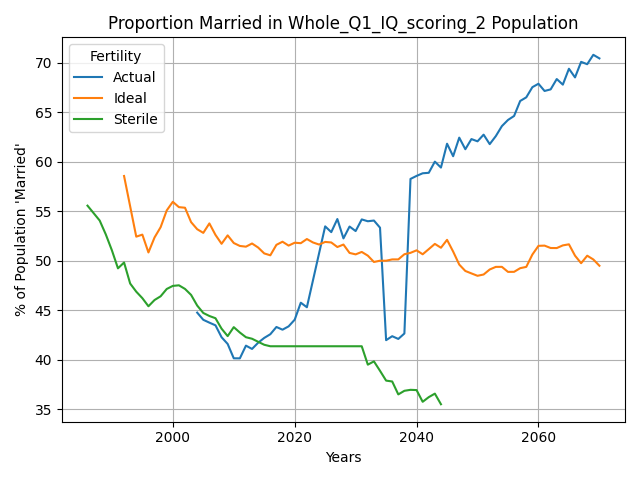 Proportion Married in Whole_Q1_IQ_scoring_2 Population
Fertility
Actual
Ideal
Sterile
% of Population 'Married'
70
65
60
55
50
45
40
35
2000
2020
2040
2060
Years